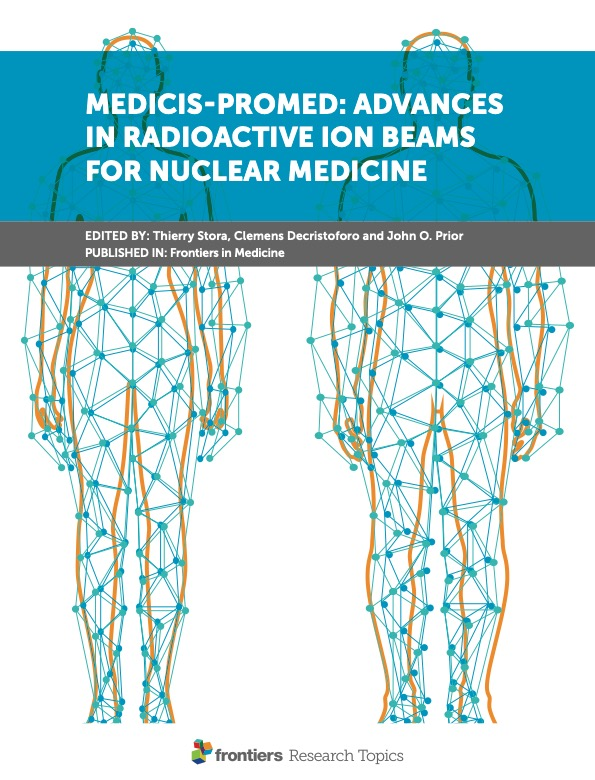 MEDICIS-PROMED: ADVANCES
IN RADIOACTIVE ION BEAMS
FOR NUCLEAR MEDICINE
EDITED BY: Thierry Stora, Clemens Decristoforo and John O. Prior
PUBLISHED IN: Frontiers in Medicine
frontiers Research Topics